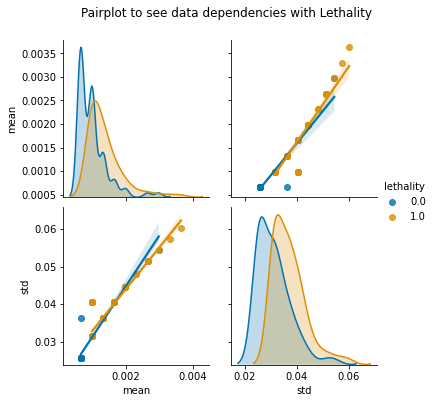 Pairplot to see data dependencies with Lethality
0.0035
0.0030
0.0025
0.0020
0.0015
0.0010
0.0005
mean
lethality
0.0
1.0
0.06
0.05
0.04
0.03
std
0.002 0.004
mean
0.02 0.04 0.06
std